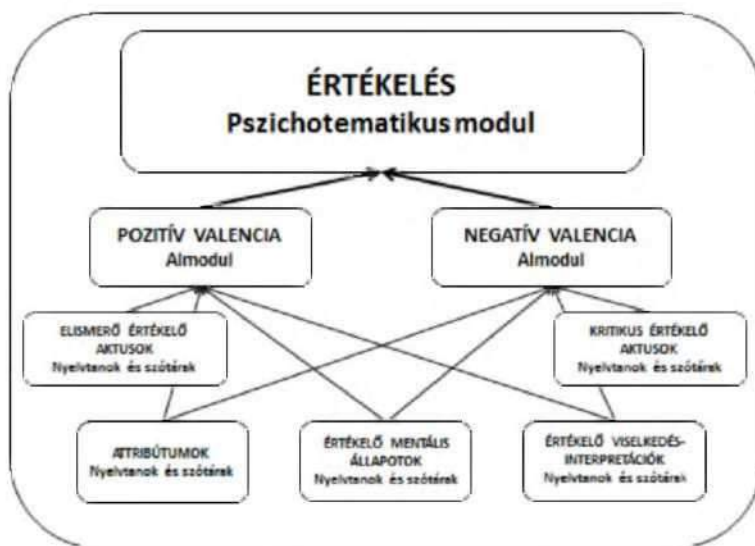 ÉRTÉKELÉS
Pszichotematikus modul
POZITÍV VALENCIA
Almodul
NEGATÍV VALENCIA
Almodul
ELISMERŐ ÉRTÉKELŐ
AKTUSOK
Nyelvtanok és szótárak
KRITIKUS ÉRTÉKELŐ
AKTUSOK
Nyelvtanok és szótárak
ATTRIBÚTUMOK
Nyelvtanok és szótárak
ÉRTÉKELŐ MENTÁLIS
ÁLLAPOTOK
Nyelvtanok és szótárak
ÉRTÉKELŐ VISELKEDÉS-
INTERPRETÁCIÓK
Nyelvtanok és szótárak